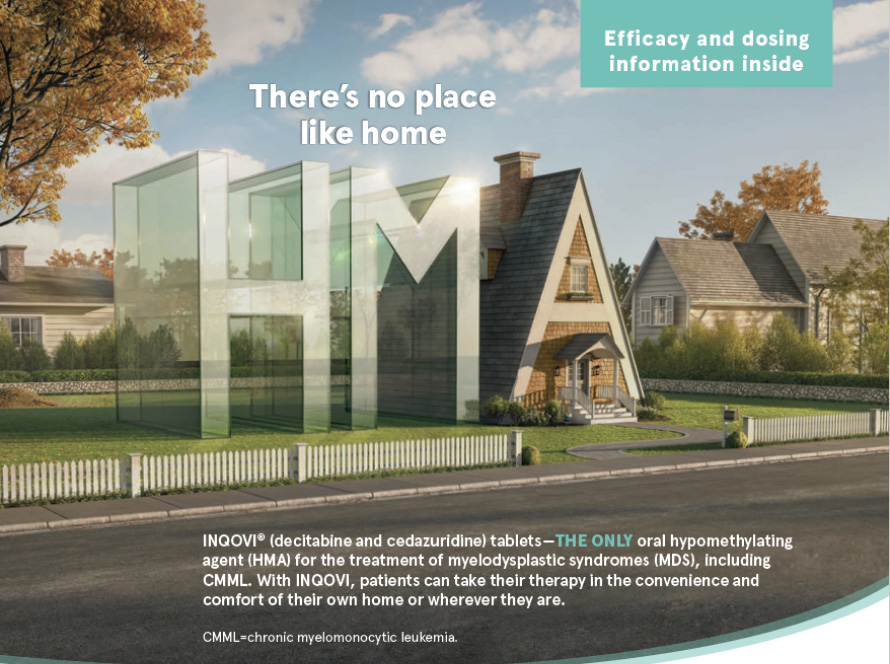 Efficacy and dosing
information inside
There's no place
like home
HM
INQOVI® (decitabine and cedazuridine) tablets—THE ONLY oral hypomethylating
agent (HMA) for the treatment of myelodysplastic syndromes (MDS), including
CMML. With INQOVI, patients can take their therapy in the convenience and
comfort of their own home or wherever they are.
CMML=chronic myelomonocytic leukemia.